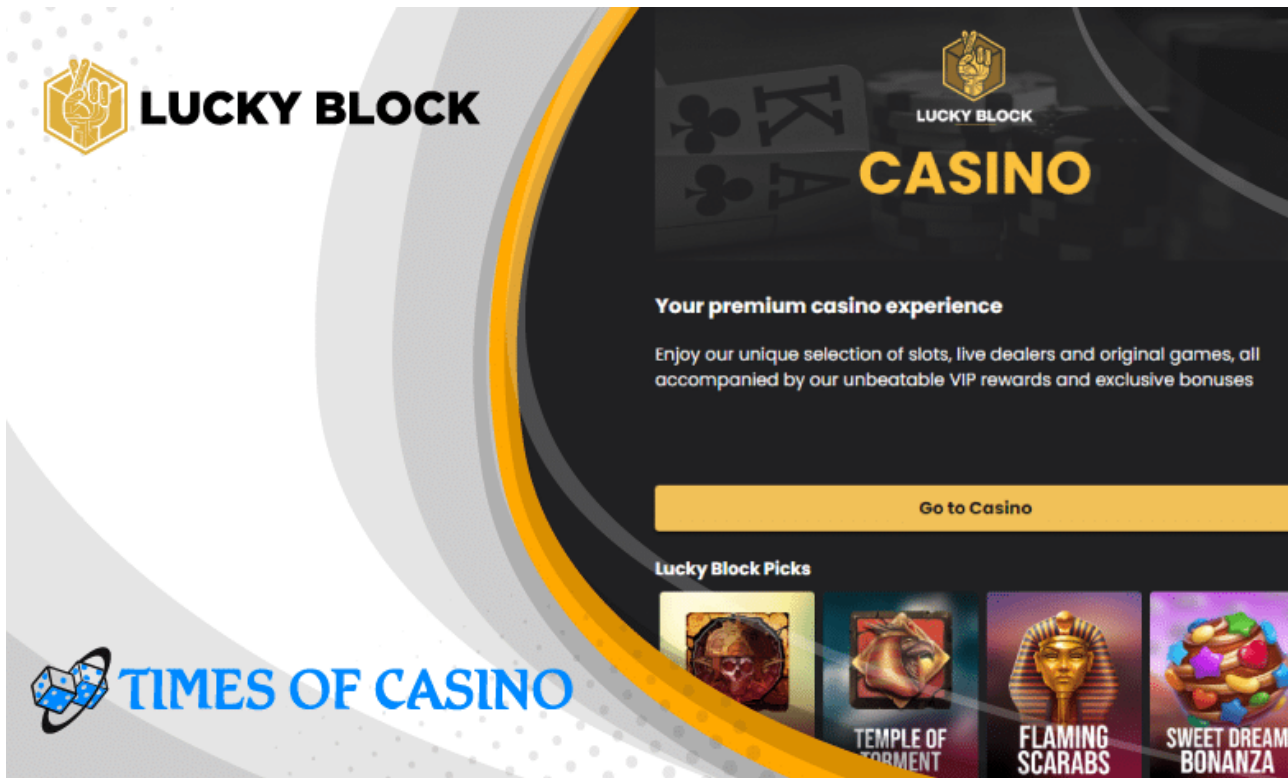 LUCKY BLOCK
TIMES OF CASINO
K
A
LUCKY BLOCK
CASINO
Your premium casino experience
Enjoy our unique selection of slots, live dealers and original games, all
accompanied by our unbeatable VIP rewards and exclusive bonuses
Go to Casino
Lucky Block Picks
TEMPLE OF
TORMENT
FLAMING
SCARABS
SWEET DREAM
BONANZA